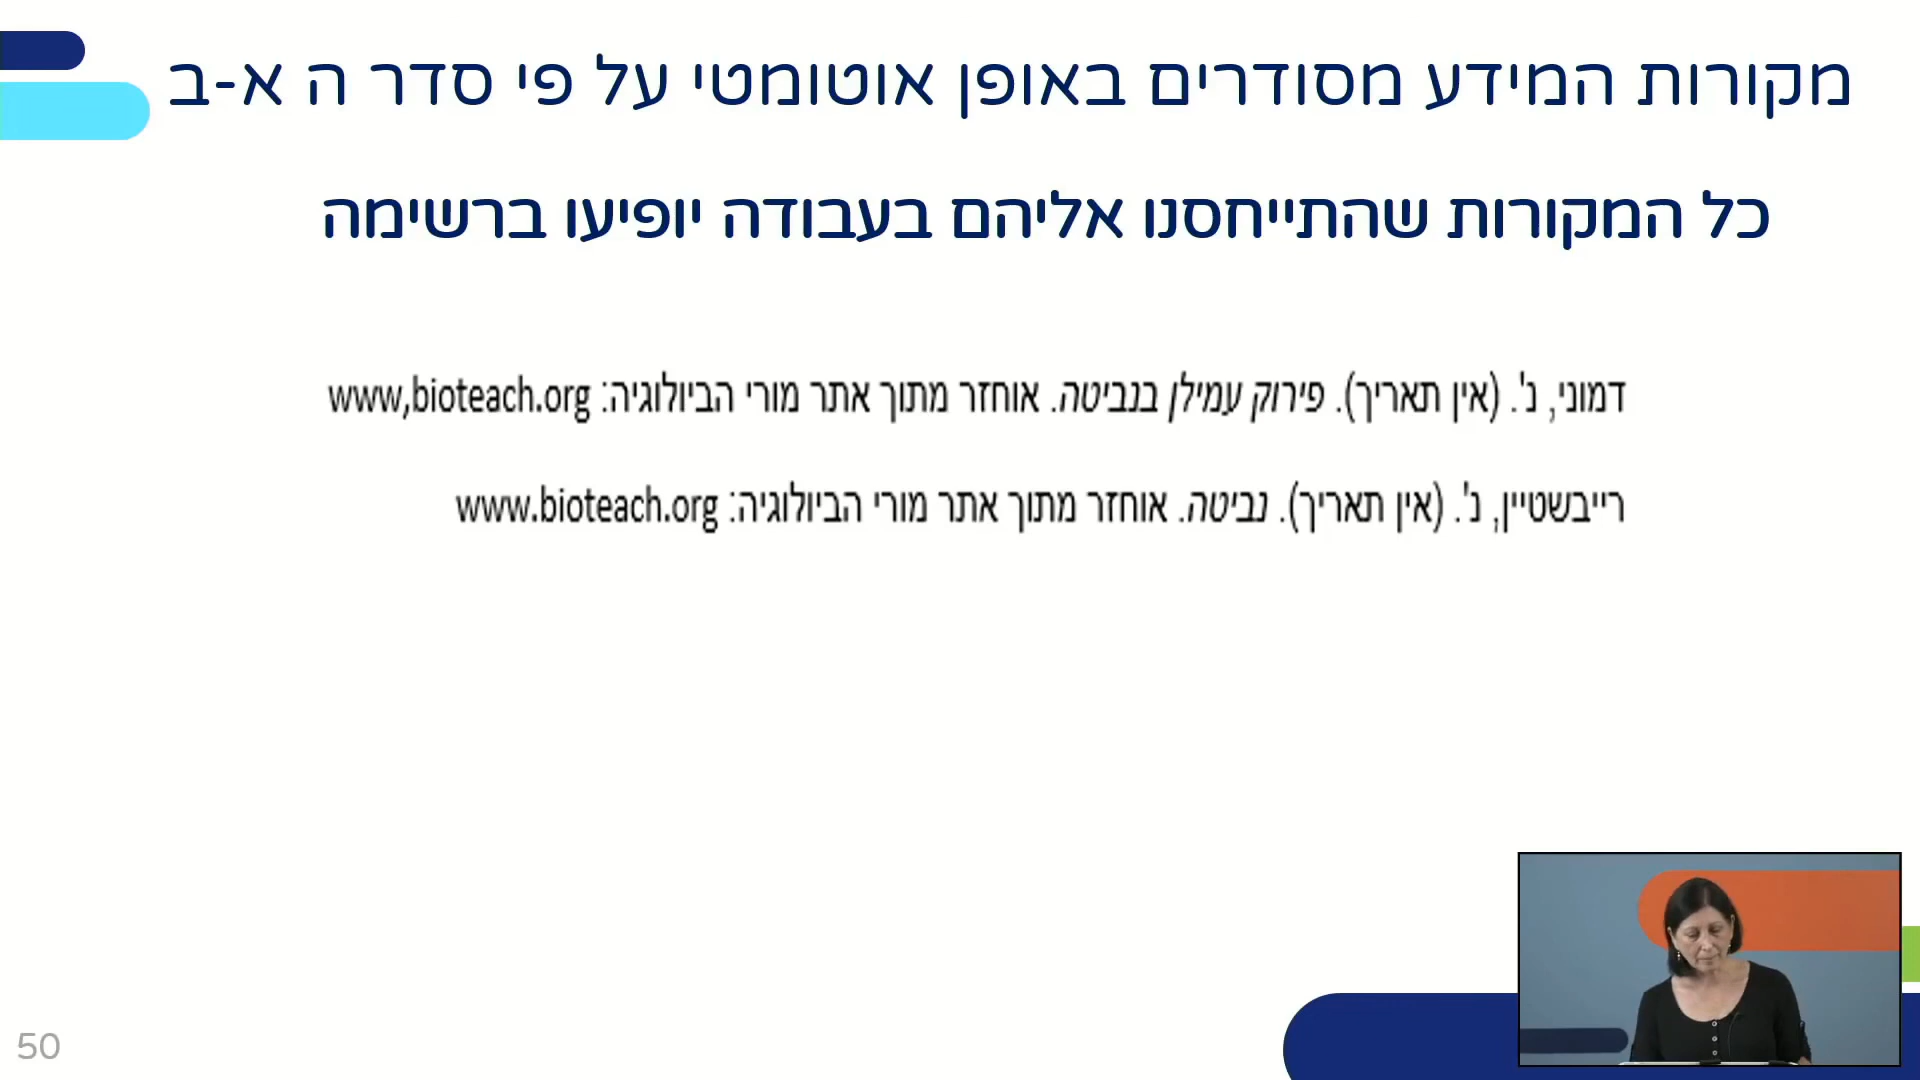 מקורות המידע מסודרים באופן אוטומטי על פי סדר ה א-ב
כל המקורות שהתייחסנו אליהם בעבודה יופיעו ברשימה
דמוני, נ'. (אין תאריך). פירוק עמילן בנביטה. אוחזר מתוך אתר מורי הביולוגיה: www,bioteach.org
רייבשטיין, נ'. (אין תאריך). נביטה. אוחזר מתוך אתר מורי הביולוגיה: www.bioteach.org
50